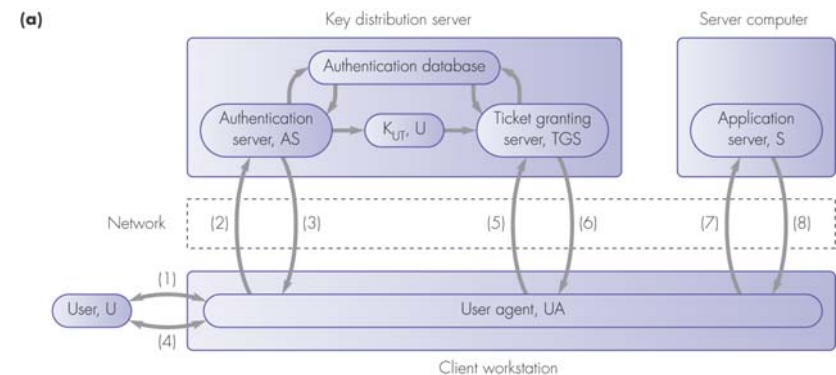 (a)
Key distribution server
Server computer
Authentication database
Authentication
server, AS
K_UT, U
Ticket granting
server, TGS
Application
server, S
Network
(2)
(3)
(5)
(6)
(7)
(8)
(1)
User, U
User agent, UA
(4)
Client workstation